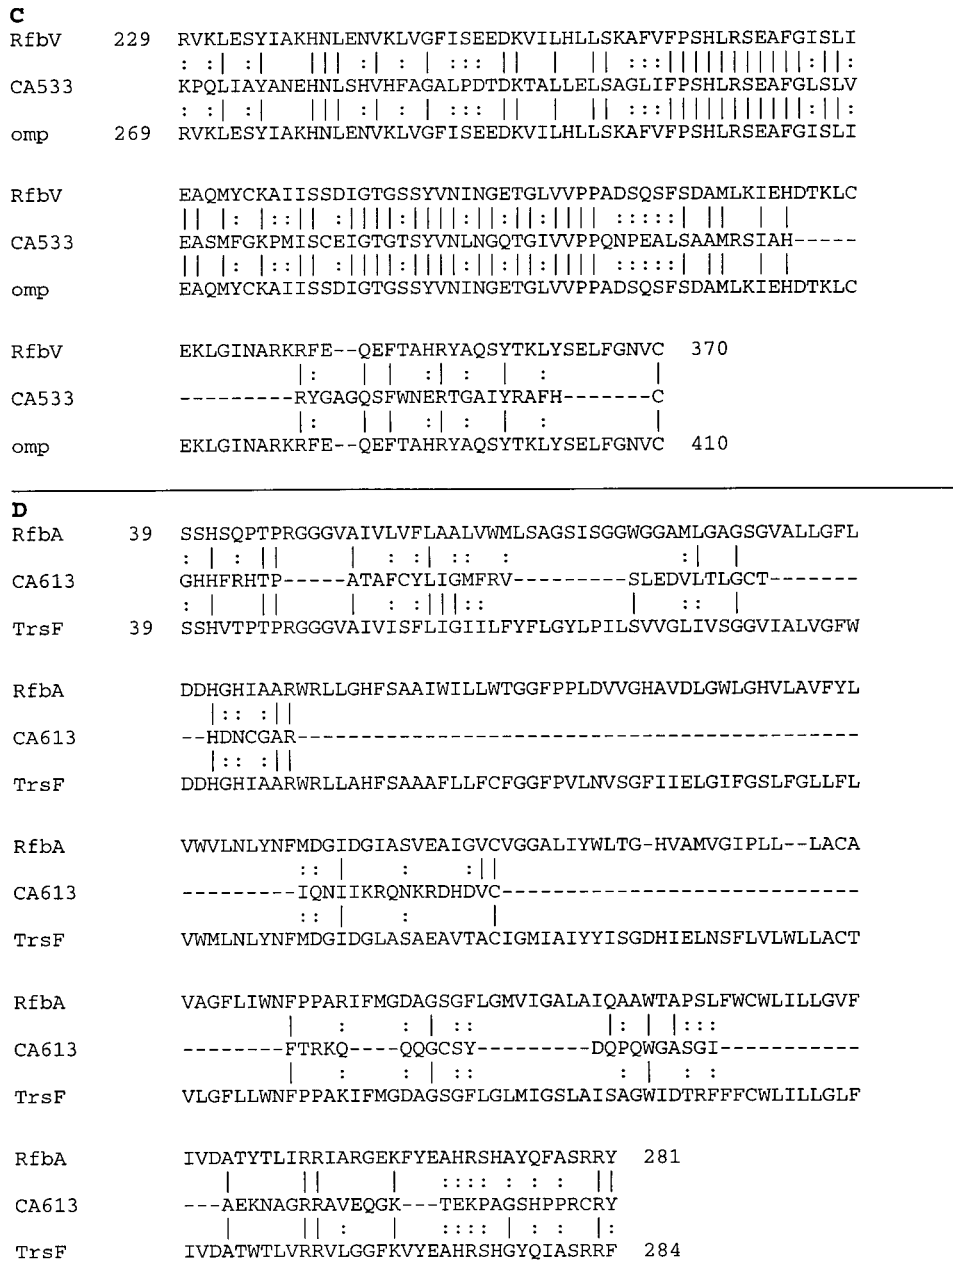 C
RfbV 229 RVKLESYIAKHNLENVKLVGFISEEDKVILHLLSKAFVFPSHLRSEAFGISLI
: :| :| ||| :| | ::: || | || :::|||||||||||:||:
CA533 KPQLIAYANEHNLSHVHFAGALPDTDKTALLELSAGLIFPSHLRSEAFGLSLV
: :| :| ||| :| | ::: || | || :::|||||||||||:||:
omp 269 RVKLESYIAKHNLENVKLVGFISEEDKVILHLLSKAFVFPSHLRSEAFGISLI
RfbV EAQMYCKAIISSDIGTGSSYVNINGETGLVVPPADSQSFSDAMLKIEHDTKLC
|| |: |::|| :||||:||||:||:||:|||| :::::| || | |
CA533 EASMFGKPMISCEIGTGTSYVNLNGQTGIVVPPQNPEALSAAMRSIAH-----
|| |: |::|| :||||:||||:||:||:|||| :::::| || | |
omp EAQMYCKAIISSDIGTGSSYVNINGETGLVVPPADSQSFSDAMLKIEHDTKLC
RfbV EKLGINARKRFE--QEFTAHRYAQSYTKLYSELFGNVC 370
|: | | :| : | : |
CA533 ---------RYGAGQSFWNERTGAIYRAFH-------C
|: | | :| : | : |
omp EKLGINARKRFE--QEFTAHRYAQSYTKLYSELFGNVC 410
D
RfbA 39 SSHSQPTPRGGGVAIVLVFLAALVWMLSAGSISGGWGGAMLGAGSGVALLGFL
: | : || | : :| :: : :| |
CA613 GHHFRHTP-----ATAFCYLIGMFRV---------SLEDVLTLGCT-------
: | || | : :|||:: | :: |
TrsF 39 SSHVTPTPRGGGVAIVISFLIGIILFYFLGYLPILSVVGLIVSGGVIALVGFW
RfbA DDHGHIAARWRLLGHFSAAIWILLWTGGFPPLDVVGHAVDLGWLGHVLAVFYL
|:: :||
CA613 --HDNCGAR--------------------------------------------
|:: :||
TrsF DDHGHIAARWRLLAHFSAAAFLLFCFGGFPVLNVSGFIIELGIFGSLFGLLFL
RfbA VWVLNLYNFMDGIDGIASVEAIGVCVGGALIYWLTG-HVAMVGIPLL--LACA
:: | : :||
CA613 ---------IQNIIKRQNKRDHDVC----------------------------
:: | : |
TrsF VWMLNLYNFMDGIDGLASAEAVTACIGMIAIYYISGDHIELNSFLVLWLLACT
RfbA VAGFLIWNFPPARIFMGDAGSGFLGMVIGALAIQAAWTAPSLFWCWLILLGVF
| : : | :: |: | |:::
CA613 --------FTRKQ----QQGCSY---------DQPQWGASGI-----------
| : : | :: : | : :
TrsF VLGFLLWNFPPAKIFMGDAGSGFLGLMIGSLAISAGWIDTRFFFCWLILLGLF
RfbA IVDATYTLIRRIARGEKFYEAHRSHAYQFASRRY 281
| || | :::: : : : ||
CA613 ---AEKNAGRRAVEQGK---TEKPAGSHPPRCRY
| || : | :::: | : : |:
TrsF IVDATWTLVRRVLGGFKVYEAHRSHGYQIASRRF 284